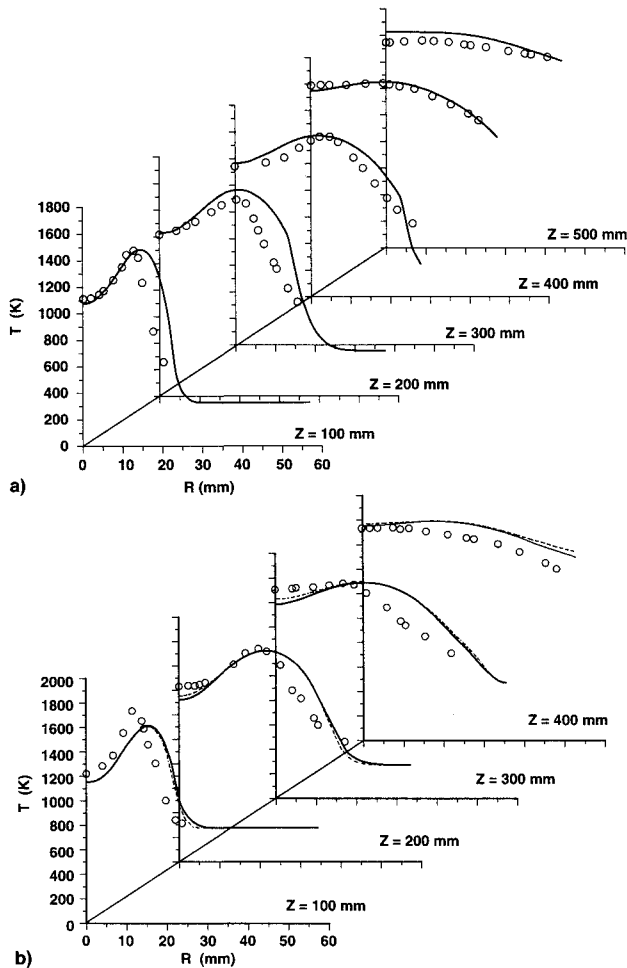 1800
1600
1400
1200
1000
800
600
400
200
0
T (K)
0 10 20 30 40 50 60
R (mm)
Z = 500 mm
Z = 400 mm
Z = 300 mm
Z = 200 mm
Z = 100 mm
a)
2000
1800
1600
1400
1200
1000
800
600
400
200
0
T (K)
0 10 20 30 40 50 60
R (mm)
Z = 400 mm
Z = 300 mm
Z = 200 mm
Z = 100 mm
b)